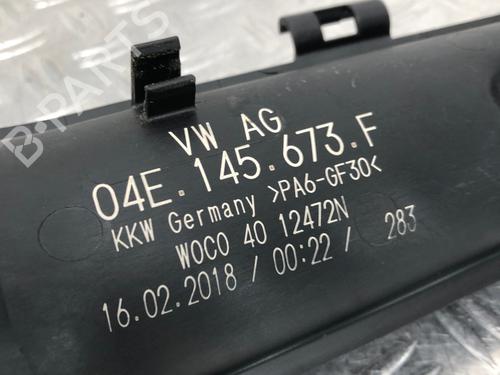 B-PARTS
VW AG
04E.145.673.F
KKW Germany >PA6-GF30<
WOCO 40 12472N
16.02.2018 / 00:22 / 283